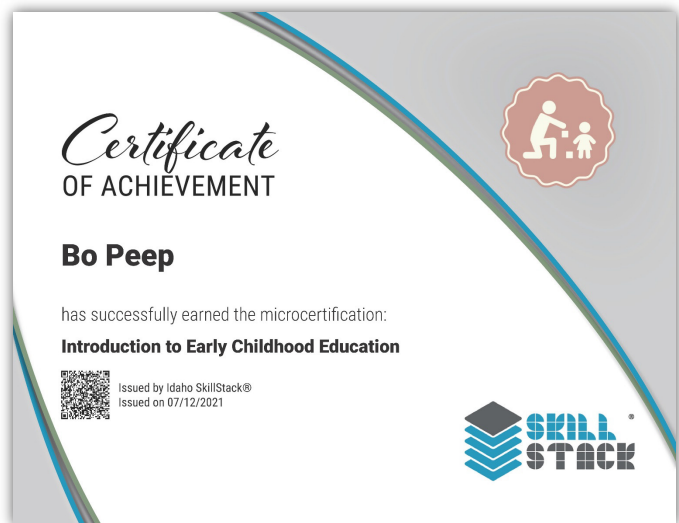 Certificate
OF ACHIEVEMENT
Bo Peep
has successfully earned the microcertification:
Introduction to Early Childhood Education
Issued by Idaho SkillStack®
Issued on 07/12/2021
SKILL ®
STACK